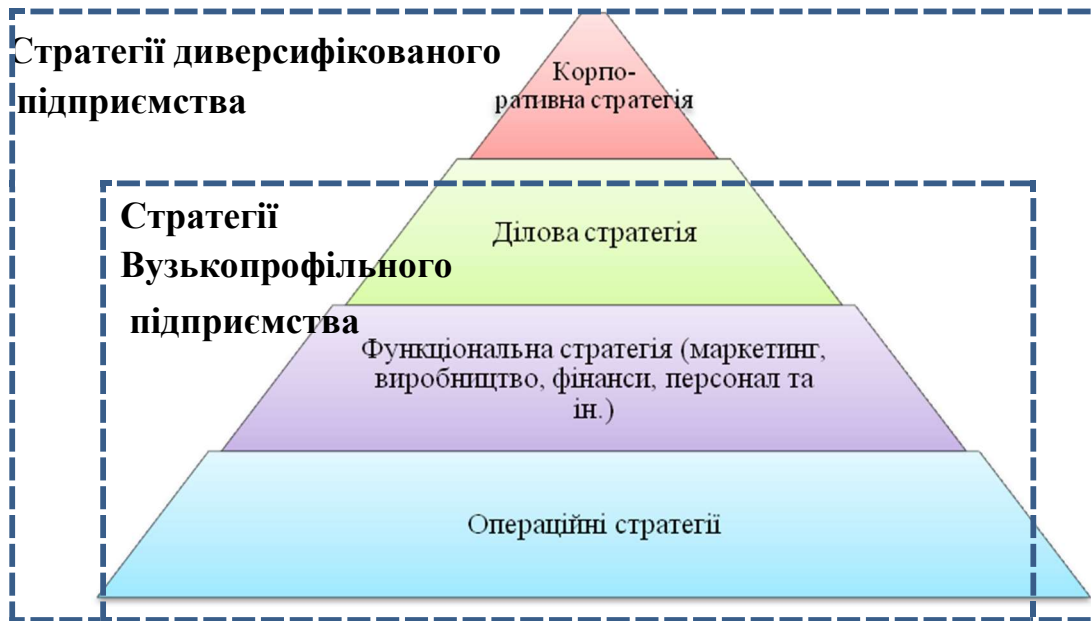 Стратегії диверсифікованого
підприємства
Корпо-
ративна стратегія
Стратегії
Вузькопрофільного
підприємства
Ділова стратегія
Функціональна стратегія (маркетинг,
виробництво, фінанси, персонал та
ін.)
Операційні стратегії